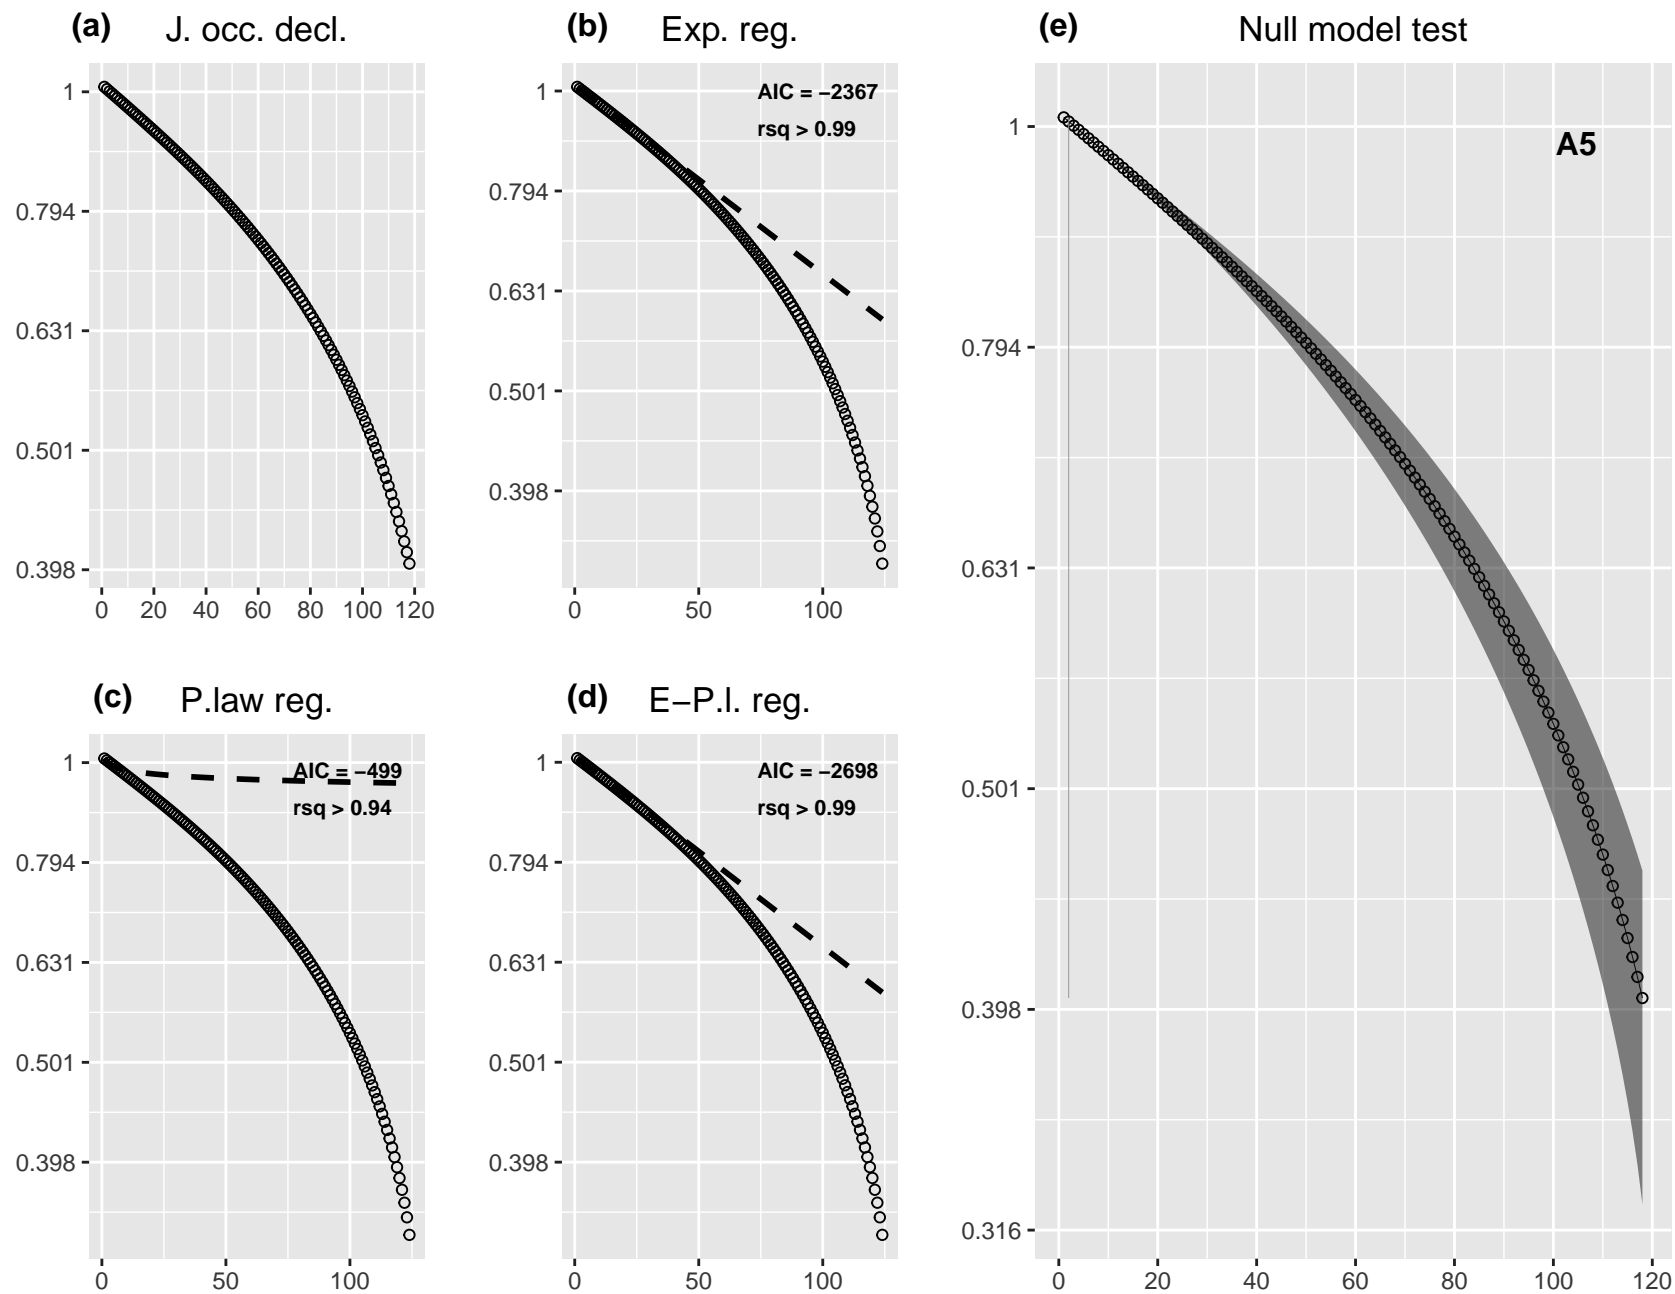 (a) J. occ. decl.
1
0.794
0.631
0.501
0.398
0 20 40 60 80 100 120
(b) Exp. reg.
AIC = −2367
rsq > 0.99
1
0.794
0.631
0.501
0.398
0 50 100
(c) P.law reg.
AIC = −499
rsq > 0.94
1
0.794
0.631
0.501
0.398
0 50 100
(d) E−P.l. reg.
AIC = −2698
rsq > 0.99
1
0.794
0.631
0.501
0.398
0 50 100
(e) Null model test
A5
1
0.794
0.631
0.501
0.398
0.316
0 20 40 60 80 100 120